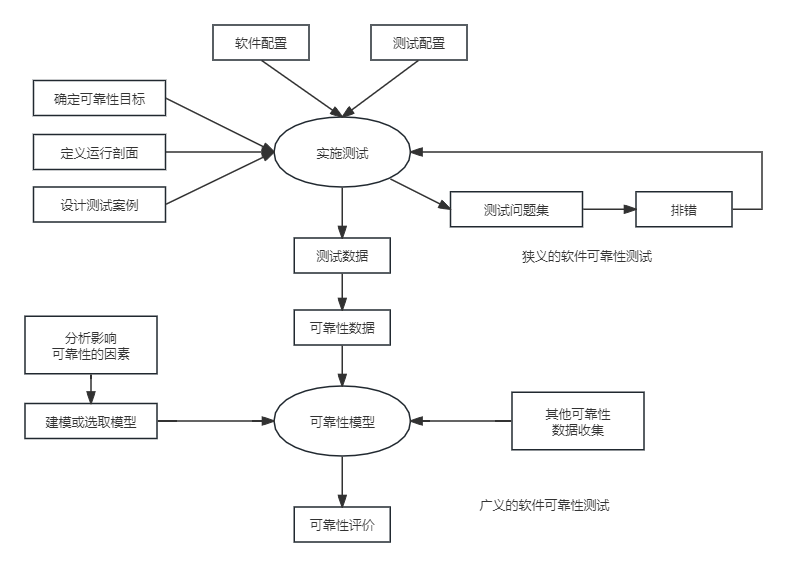 软件配置
测试配置
确定可靠性目标
定义运行剖面
实施测试
设计测试案例
测试问题集
排错
测试数据
狭义的软件可靠性测试
可靠性数据
分析影响
可靠性的因素
建模或选取模型
可靠性模型
其他可靠性
数据收集
广义的软件可靠性测试
可靠性评价